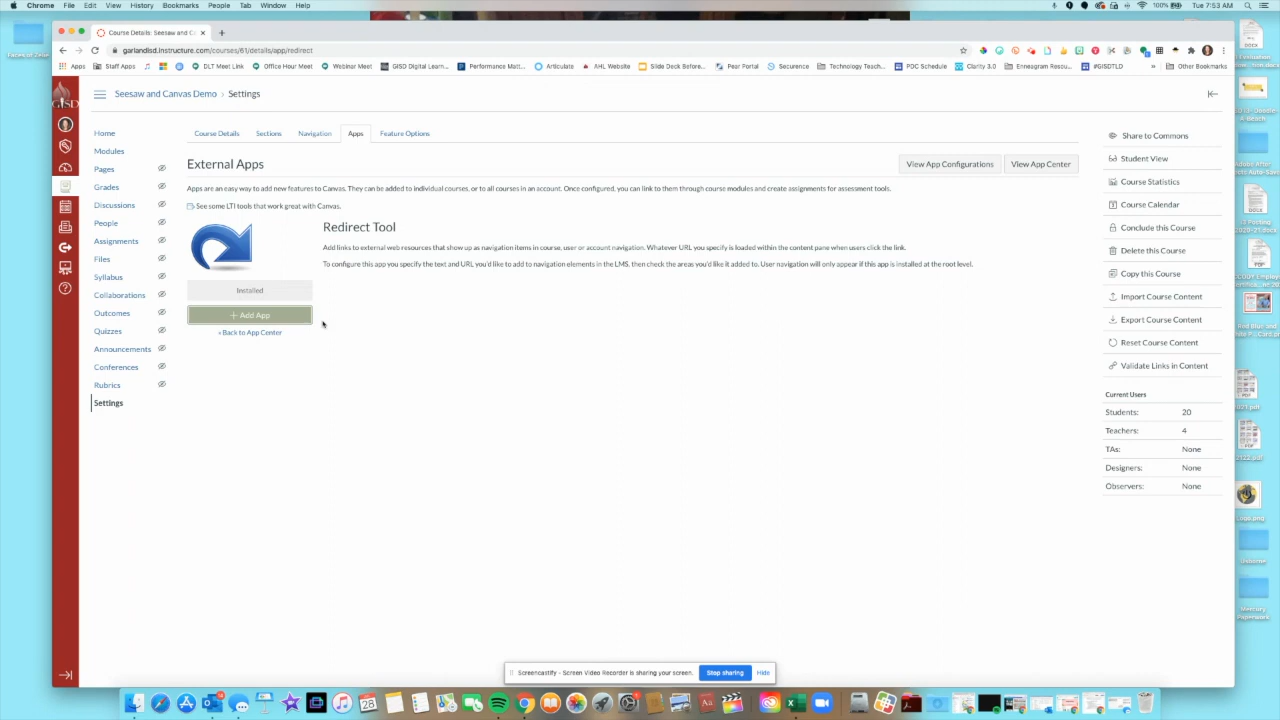 Chrome File Edit View History Bookmarks People Tab Window Help
100% Tue 7:53 AM
Course Details: Seesaw and C
garlandisd.instructure.com/courses/61/details/app/redirect
Apps Staff Apps DLT Meet Link Office Hour Meet Webinar Meet GISD Digital Learn... Performance Matt... Akculate AHL Website Slide Deck Before... Pear Portal Securence Technology Teac... PDC Schedule Clarity 3.0 Enneagram Resou... #GISDTLD » Other Bookmarks
GISD
Seesaw and Canvas Demo › Settings
Home
Modules
Pages
Grades
Discussions
People
Assignments
Files
Syllabus
Collaborations
Outcomes
Quizzes
Announcements
Conferences
Rubrics
Settings
Course Details Sections Navigation Apps Feature Options
External Apps
View App Configurations View App Center
Apps are an easy way to add new features to Canvas. They can be added to individual courses, or to all courses in an account. Once configured, you can link to them through course modules and create assignments for assessment tools.
See some LTI tools that work great with Canvas.
Redirect Tool
Add links to external web resources that show up as navigation items in course, user or account navigation. Whatever URL you specify is loaded within the content pane when users click the link.
To configure this app you specify the text and URL you'd like to add to navigation elements in the LMS, then check the areas you'd like it added to. User navigation will only appear if this app is installed at the root level.
Installed
+ Add App
« Back to App Center
Share to Commons
Student View
Course Statistics
Course Calendar
Conclude this Course
Delete this Course
Copy this Course
Import Course Content
Export Course Content
Reset Course Content
Validate Links in Content
Current Users
Students: 20
Teachers: 4
TAs: None
Designers: None
Observers: None
Screencastify - Screen Video Recorder is sharing your screen. Stop sharing Hide